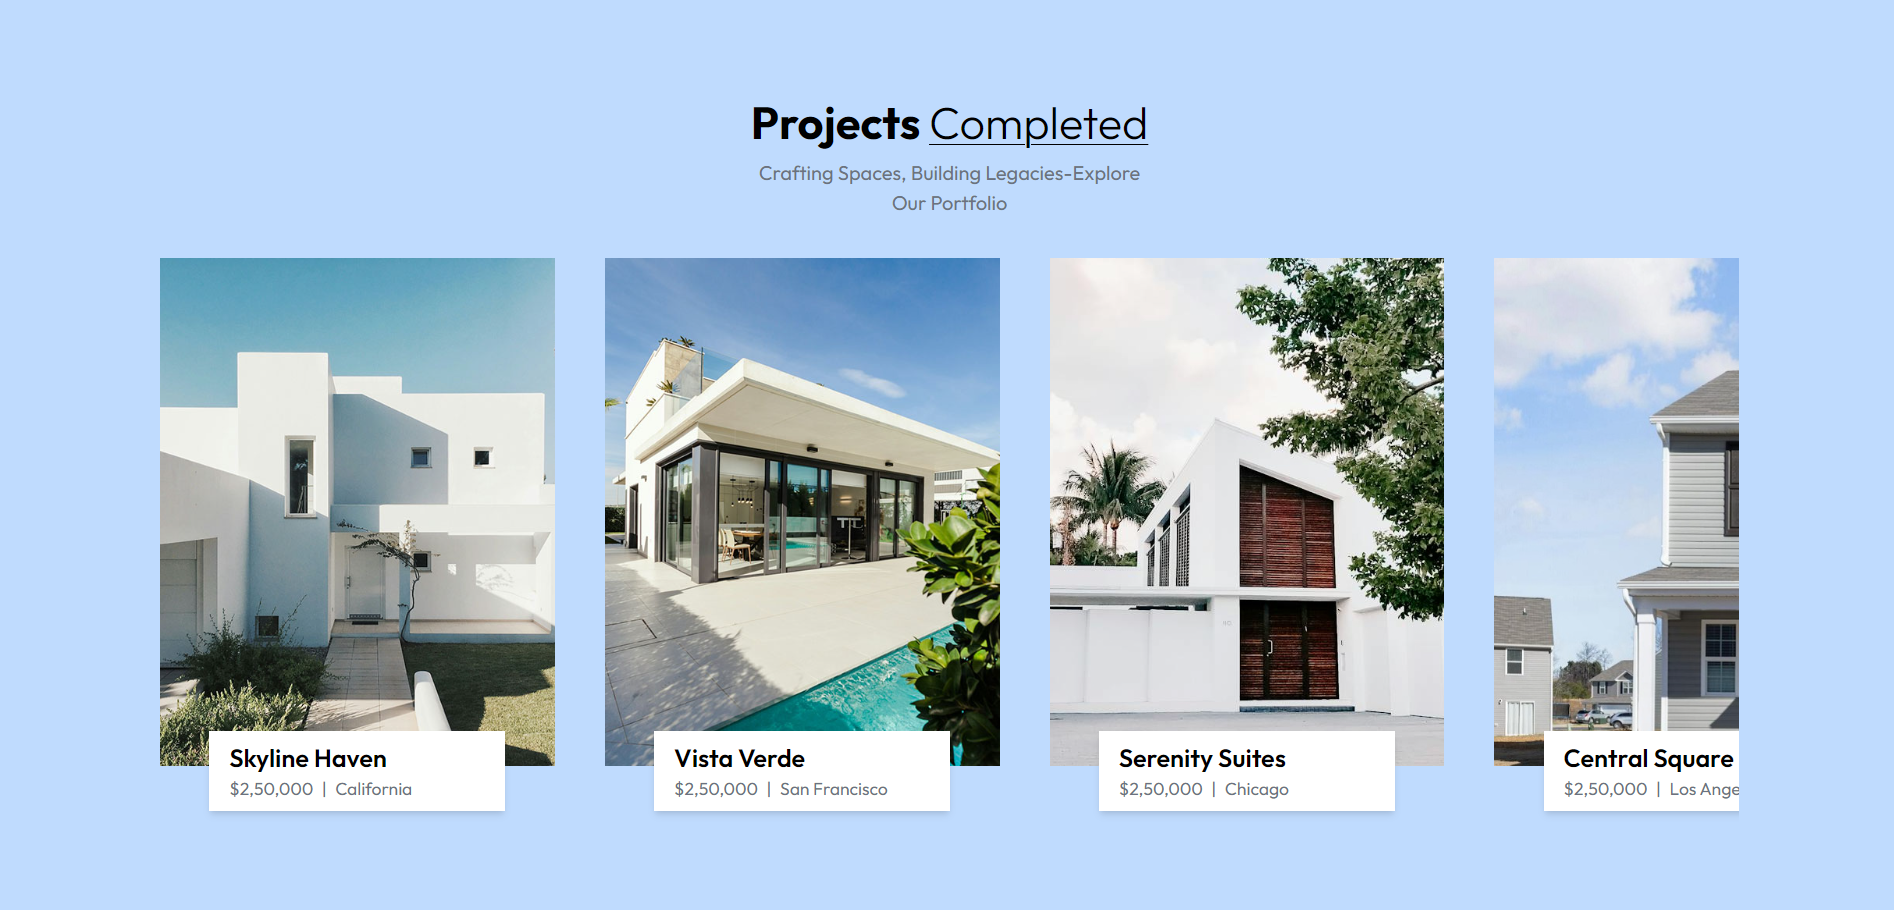 Projects Completed
Crafting Spaces, Building Legacies-Explore
Our Portfolio
Skyline Haven
$2,50,000 | California
Vista Verde
$2,50,000 | San Francisco
Serenity Suites
$2,50,000 | Chicago
Central Square
$2,50,000 | Los Ange